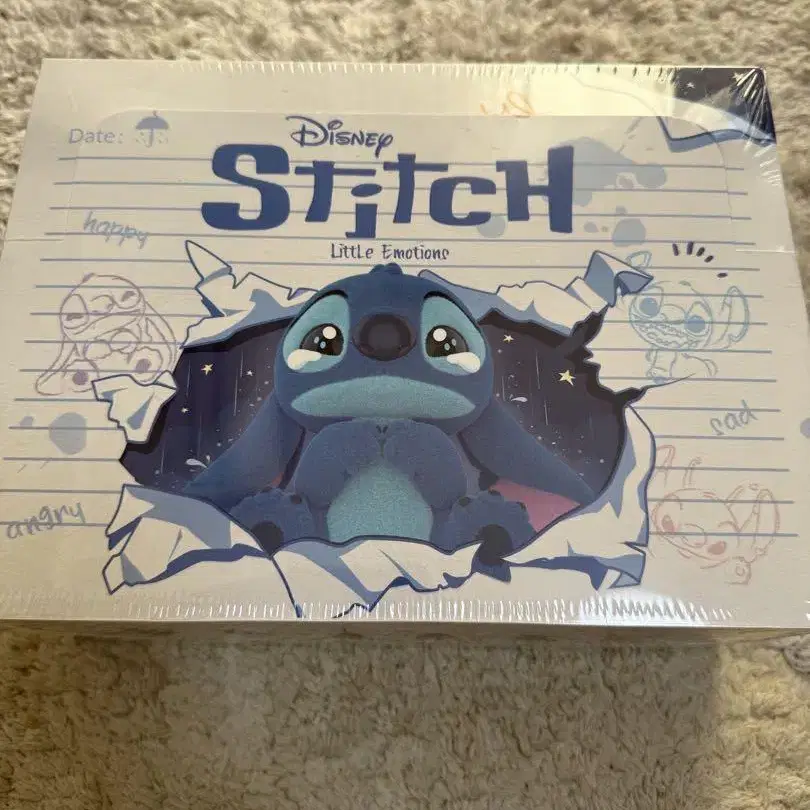 Date:
DISNEY
StitcH
Little Emotions
happy
sad
angry